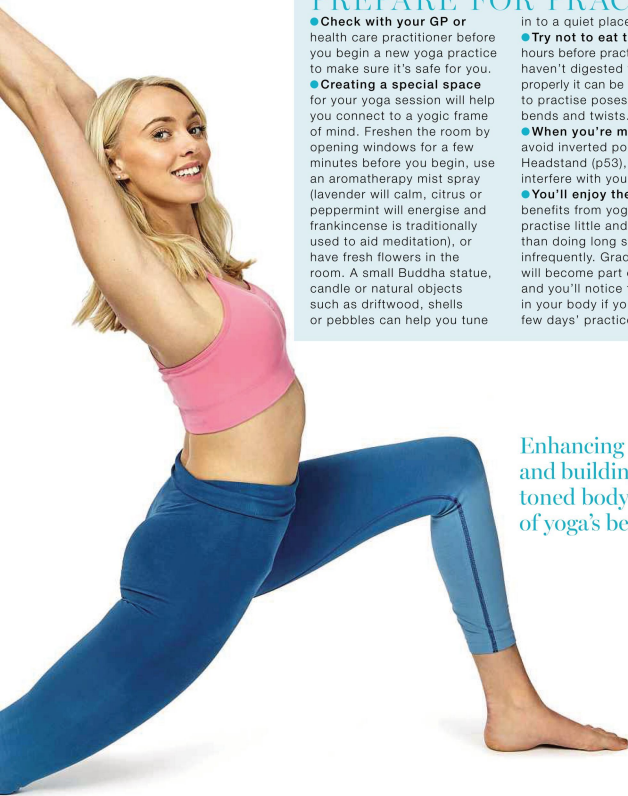 PREPARE FOR PRAC
Check with your GP or
health care practitioner before
you begin a new yoga practice
to make sure it's safe for you.
Creating a special space
for your yoga session will help
you connect to a yogic frame
of mind. Freshen the room by
opening windows for a few
minutes before you begin, use
an aromatherapy mist spray
(lavender will calm, citrus or
peppermint will energise and
frankincense is traditionally
used to aid meditation), or
have fresh flowers in the
room. A small Buddha statue,
candle or natural objects
such as driftwood, shells
or pebbles can help you tune
in to a quiet place
Try not to eat t
hours before prac
haven't digested
properly it can be
to practise poses
bends and twists.
When you're m
avoid inverted po
Headstand (p53),
interfere with you
You'll enjoy the
benefits from yog
practise little and
than doing long s
infrequently. Grad
will become part
and you'll notice
in your body if yo
few days' practic
Enhancing
and buildin
toned body
of yoga's be